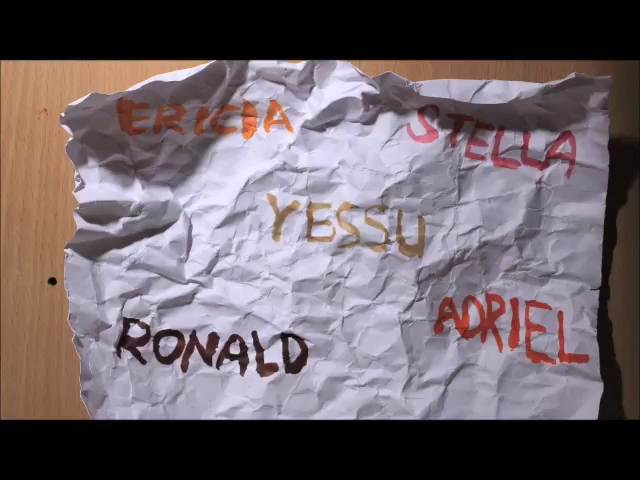 ERICIA
STELLA
YESSU
RONALD
ADRIEL